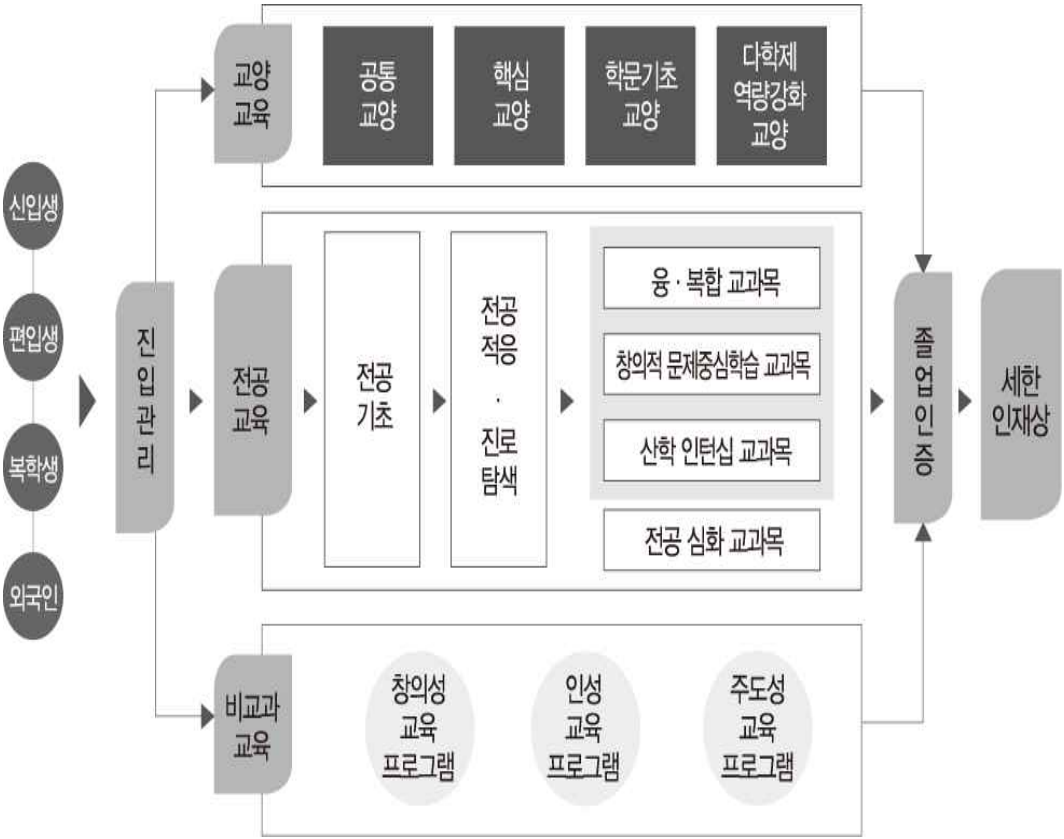 신입생
편입생
복학생
외국인
진
입
관
리
교양
교육
공통
교양
핵심
교양
학문기초
교양
다학제
역량강화
교양
전공
교육
전공
기초
전공
적응
·
진로
탐색
융 · 복합 교과목
창의적 문제중심학습 교과목
산학 인턴십 교과목
전공 심화 교과목
비교과
교육
창의성
교육
프로그램
인성
교육
프로그램
주도성
교육
프로그램
졸
업
인
증
세한
인재상